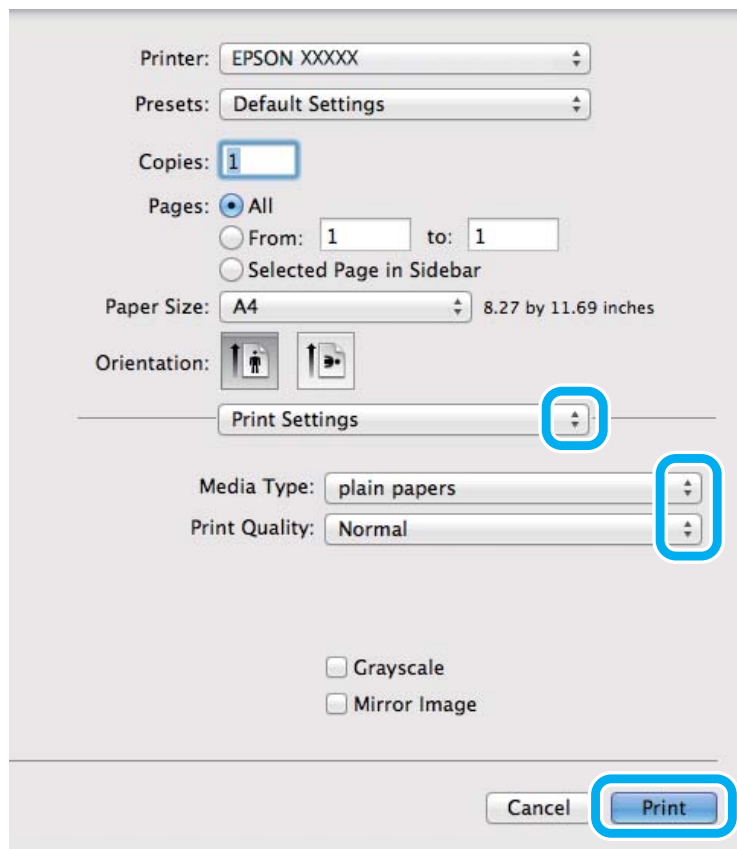 Printer: EPSON XXXXX
Presets: Default Settings
Copies: 1
Pages: All
From: 1 to: 1
Selected Page in Sidebar
Paper Size: A4 8.27 by 11.69 inches
Orientation:
Print Settings
Media Type: plain papers
Print Quality: Normal
Grayscale
Mirror Image
Cancel Print